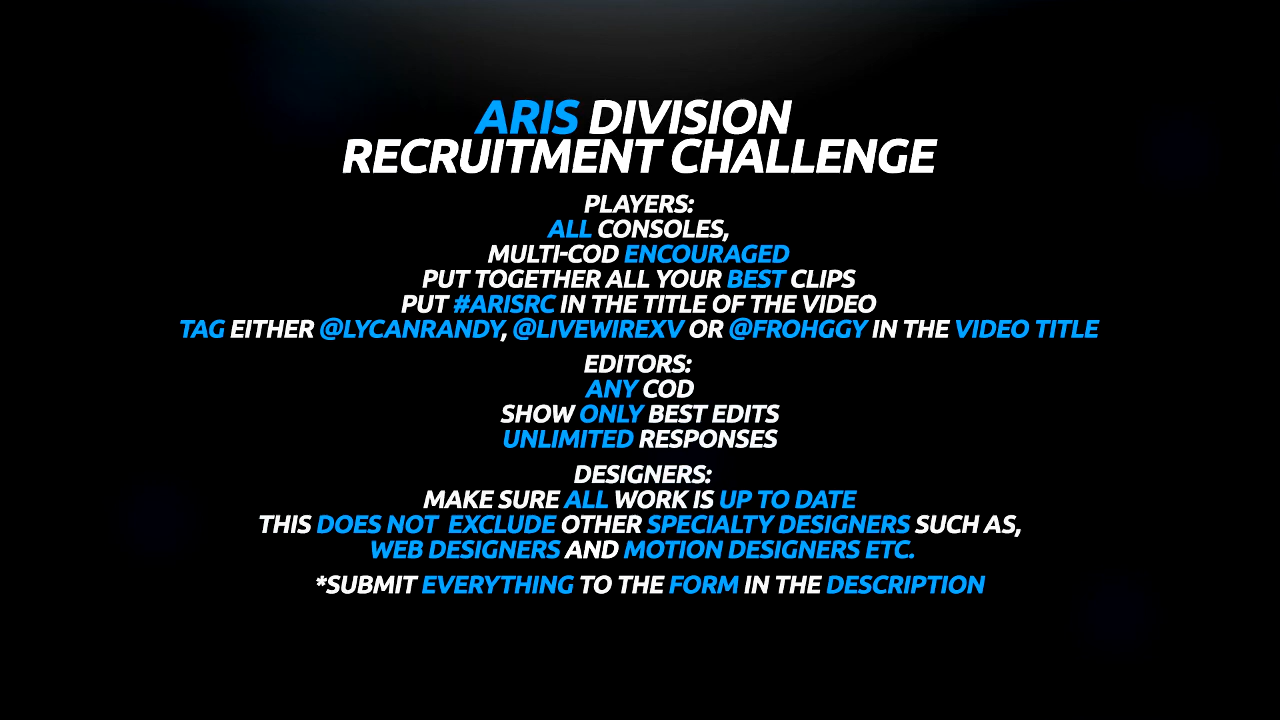 ARIS DIVISION
RECRUITMENT CHALLENGE
PLAYERS:
ALL CONSOLES,
MULTI-COD ENCOURAGED
PUT TOGETHER ALL YOUR BEST CLIPS
PUT #ARISRC IN THE TITLE OF THE VIDEO
TAG EITHER @LYCANRANDY, @LIVEWIREXV OR @FROHGGY IN THE VIDEO TITLE
EDITORS:
ANY COD
SHOW ONLY BEST EDITS
UNLIMITED RESPONSES
DESIGNERS:
MAKE SURE ALL WORK IS UP TO DATE
THIS DOES NOT  EXCLUDE OTHER SPECIALTY DESIGNERS SUCH AS,
WEB DESIGNERS AND MOTION DESIGNERS ETC.
*SUBMIT EVERYTHING TO THE FORM IN THE DESCRIPTION